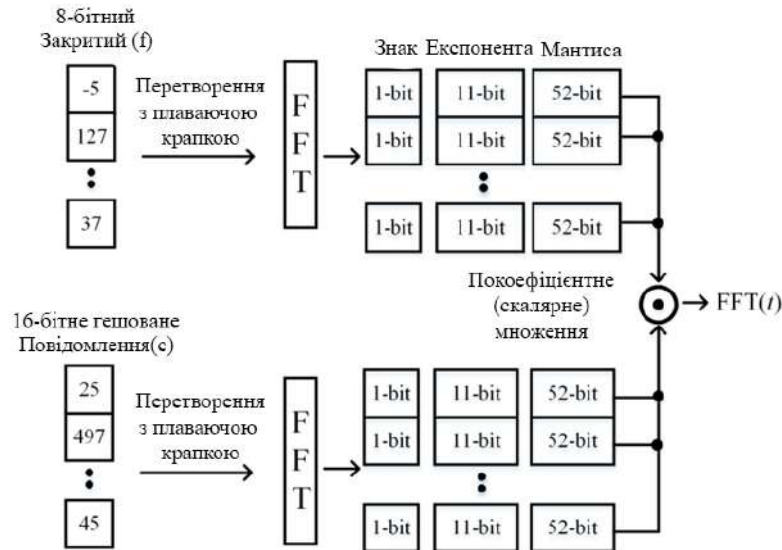 8-бітний
Закритий (f)
-5
127
37
Перетворення
з плаваючою
крапкою
F
F
T
Знак Експонента Мантиса
1-bit 11-bit 52-bit
1-bit 11-bit 52-bit
1-bit 11-bit 52-bit
Покоефіцієнтне
(скалярне)
множення
FFT(t)
16-бітне гешоване
Повідомлення(c)
25
497
45
Перетворення
з плаваючою
крапкою
F
F
T
1-bit 11-bit 52-bit
1-bit 11-bit 52-bit
1-bit 11-bit 52-bit